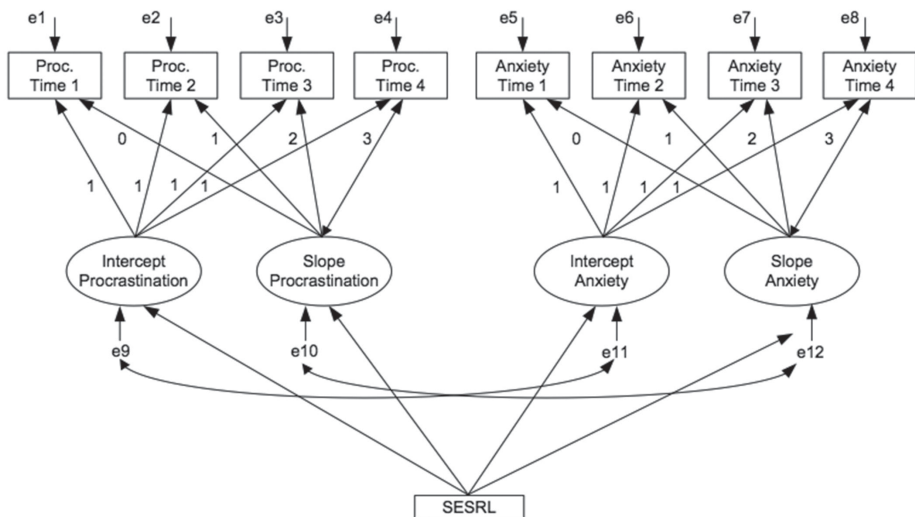 e1
e2
e3
e4
e5
e6
e7
e8
Proc.
Time 1
Proc.
Time 2
Proc.
Time 3
Proc.
Time 4
Anxiety
Time 1
Anxiety
Time 2
Anxiety
Time 3
Anxiety
Time 4
0
1
2
3
0
1
2
3
1
1
1
1
1
1
1
1
Intercept
Procrastination
Slope
Procrastination
Intercept
Anxiety
Slope
Anxiety
e9
e10
e11
e12
SESRL